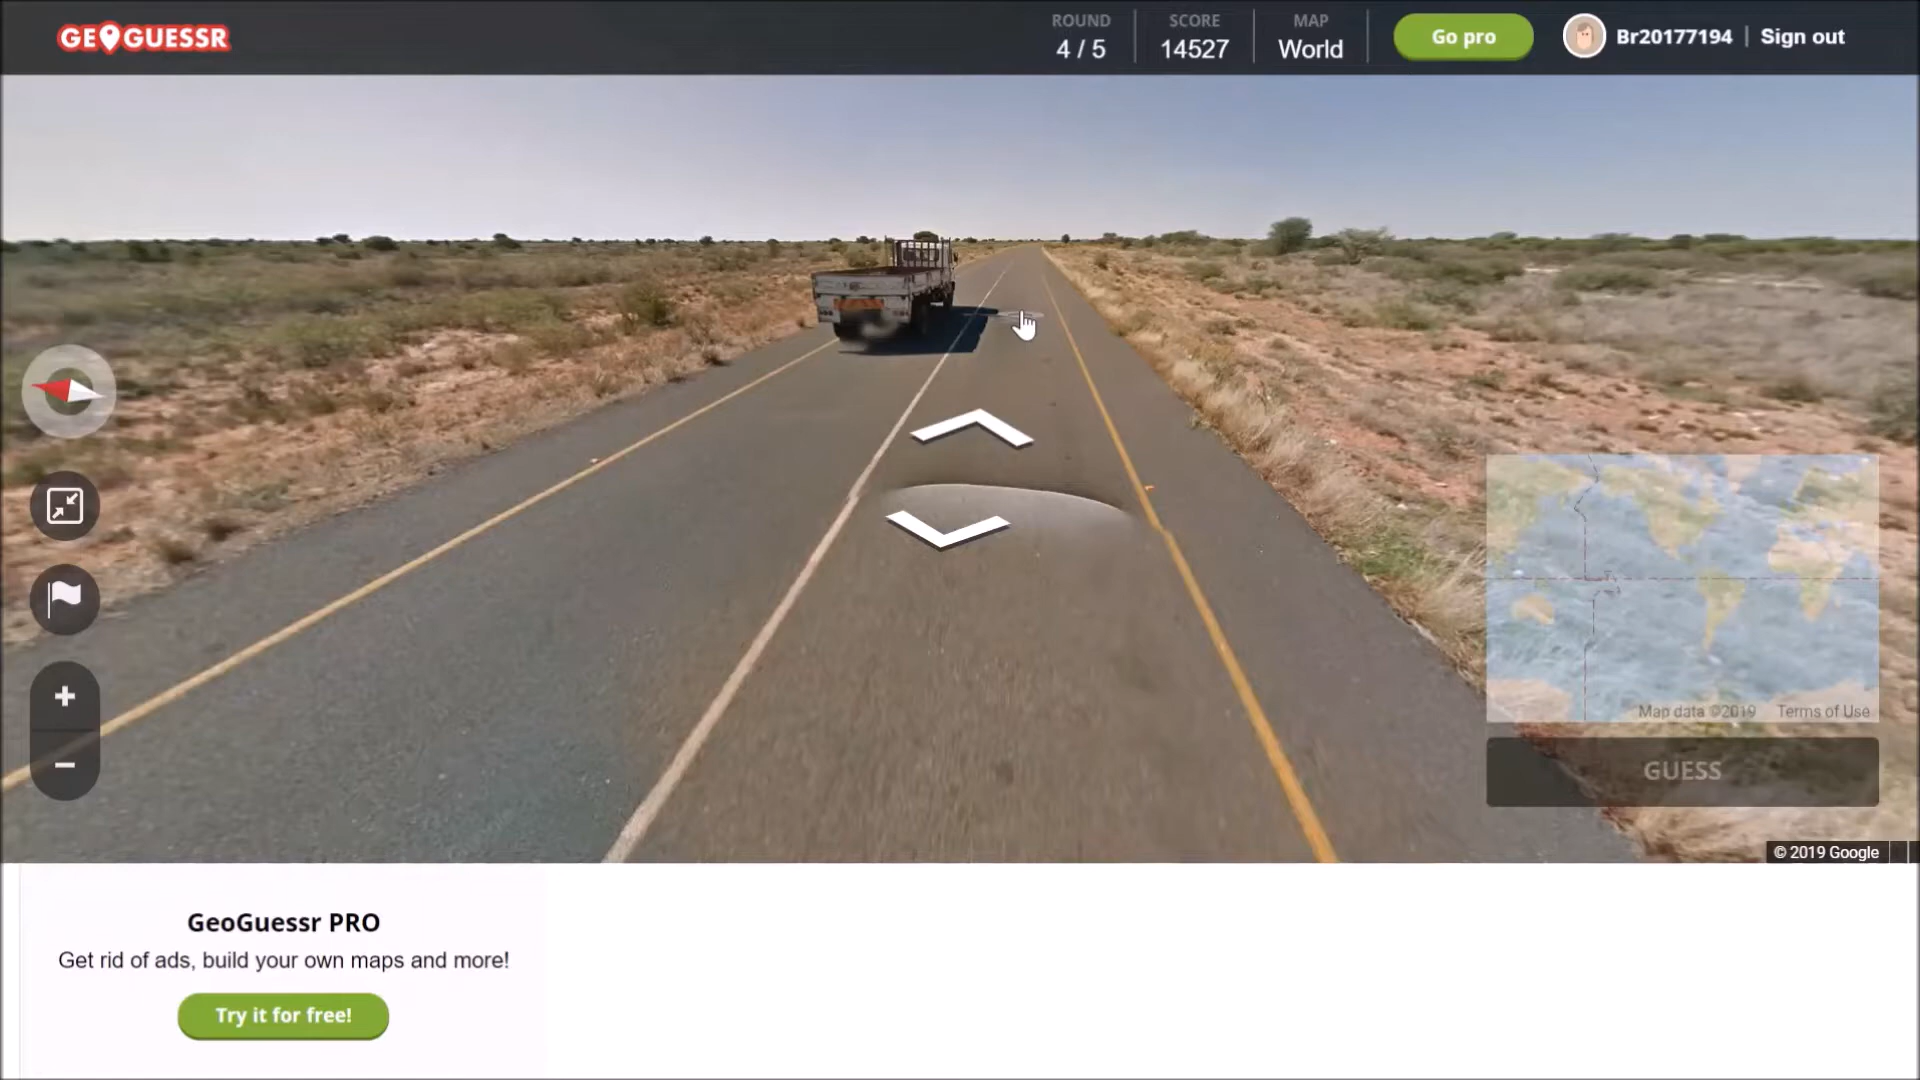 GEOGUESSR
ROUND
4 / 5
SCORE
14527
MAP
World
Go pro
Br20177194 | Sign out
Map data ©2019 Terms of Use
GUESS
© 2019 Google
GeoGuessr PRO
Get rid of ads, build your own maps and more!
Try it for free!